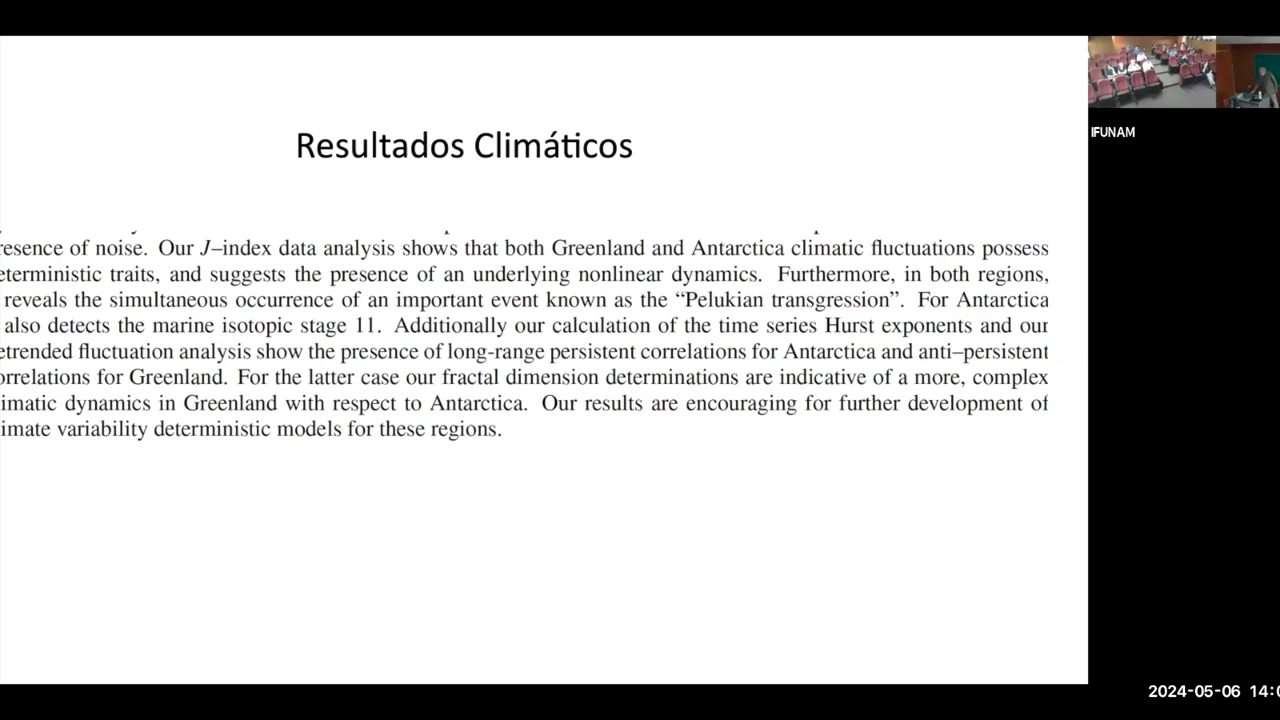 Resultados Climáticos
resence of noise. Our J–index data analysis shows that both Greenland and Antarctica climatic fluctuations possess
eterministic traits, and suggests the presence of an underlying nonlinear dynamics. Furthermore, in both regions,
reveals the simultaneous occurrence of an important event known as the “Pelukian transgression”. For Antarctica
also detects the marine isotopic stage 11. Additionally our calculation of the time series Hurst exponents and our
etrended fluctuation analysis show the presence of long-range persistent correlations for Antarctica and anti–persistent
orrelations for Greenland. For the latter case our fractal dimension determinations are indicative of a more, complex
imatic dynamics in Greenland with respect to Antarctica. Our results are encouraging for further development of
imate variability deterministic models for these regions.
IFUNAM
2024-05-06 14:0